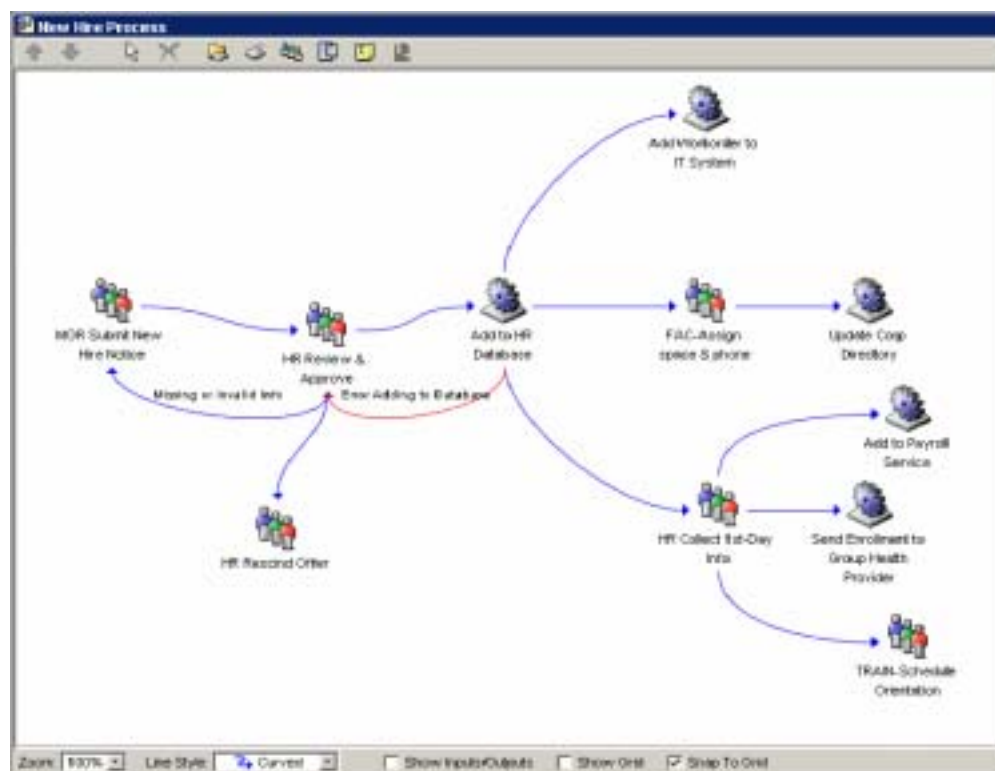 New Hire Process
Add Workorder to
IT System
MGR Submit New
Hire Notice
HR Review &
Approve
Add to HR
Database
FAC-Assign
space & phone
Update Corp
Directory
Missing or Invalid Info
Error Adding to Database
Add to Payroll
Service
HR Rescind Offer
HR Collect 1st-Day
Info
Send Enrollment to
Group Health
Provider
TRAIN-Schedule
Orientation
Zoom: 100% Line Style: Curved Show Inputs/Outputs Show Grid Snap To Grid